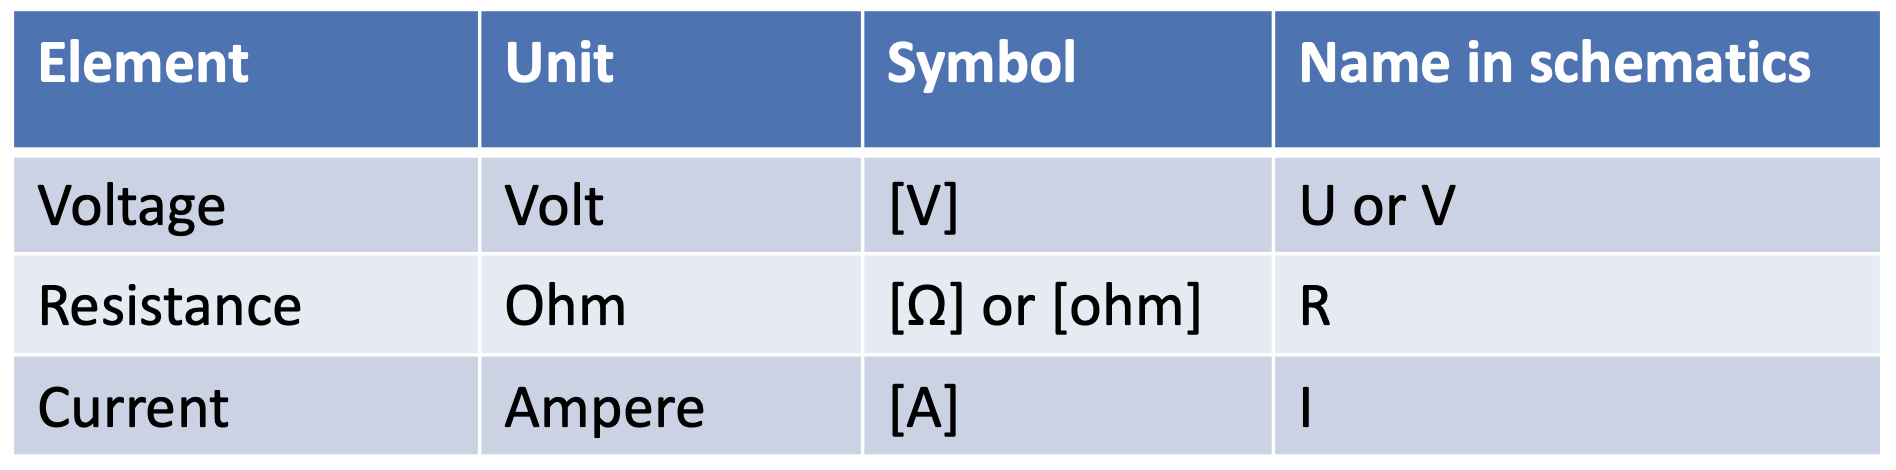 Element Unit Symbol Name in schematics
Voltage Volt [V] U or V
Resistance Ohm [Ω] or [ohm] R
Current Ampere [A] I